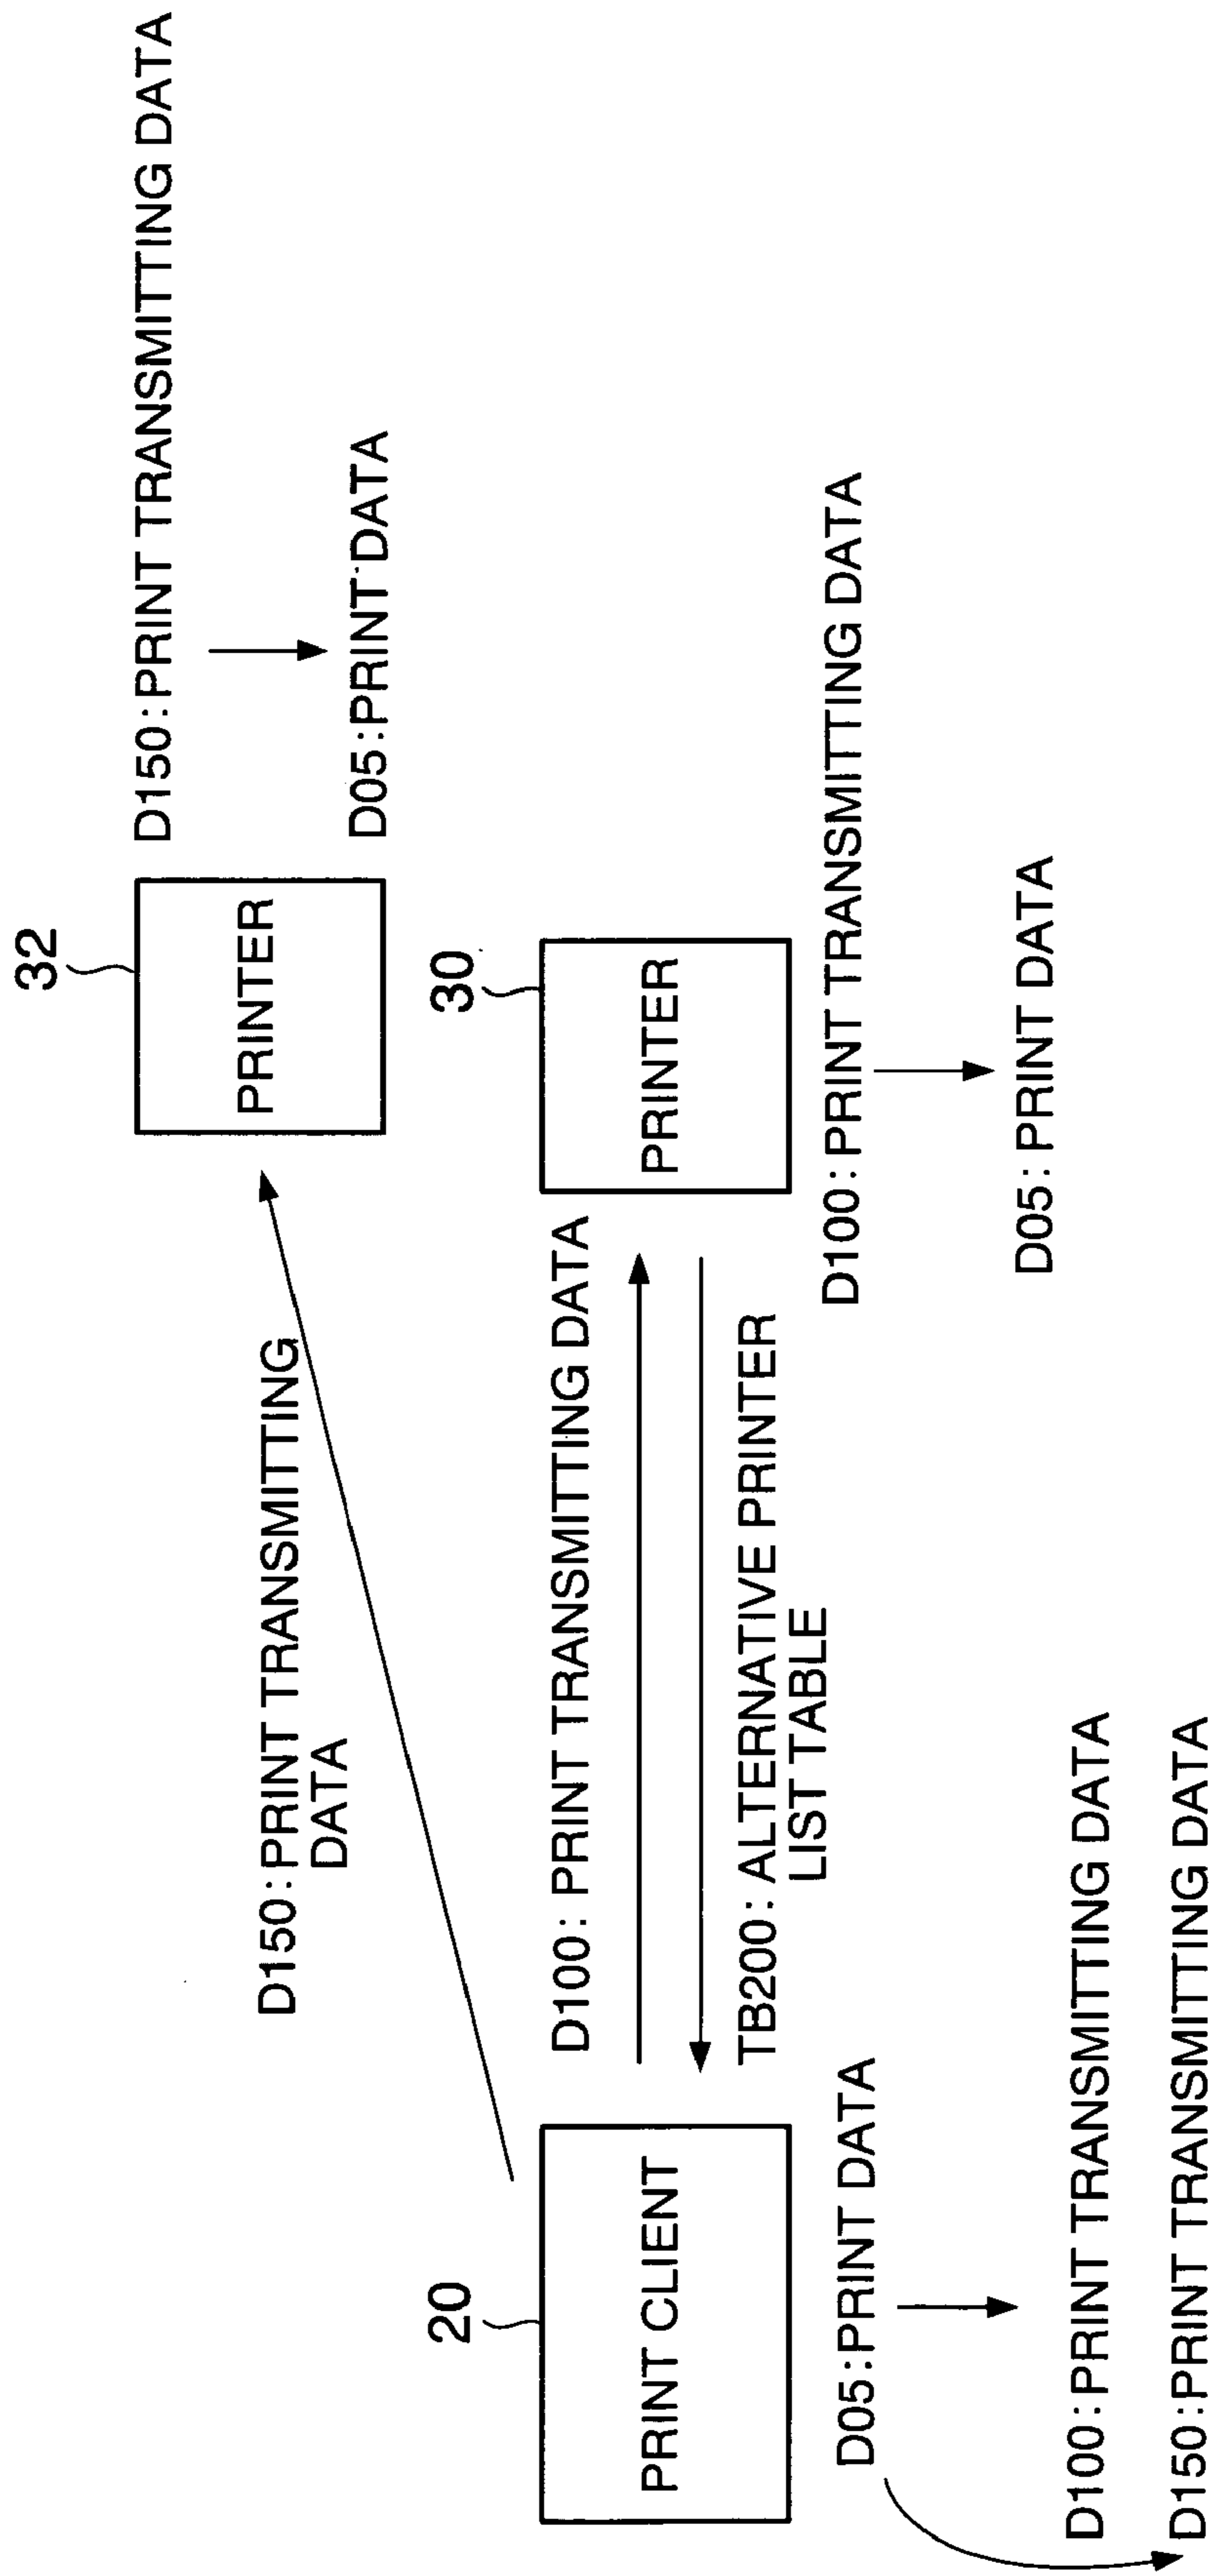 32
PRINTER
D150:PRINT TRANSMITTING DATA
D05:PRINT DATA
D150:PRINT TRANSMITTING
DATA
30
PRINTER
D100: PRINT TRANSMITTING DATA
TB200: ALTERNATIVE PRINTER
LIST TABLE
D100:PRINT TRANSMITTING DATA
D05: PRINT DATA
20
PRINT CLIENT
D05:PRINT DATA
D100:PRINT TRANSMITTING DATA
D150:PRINT TRANSMITTING DATA